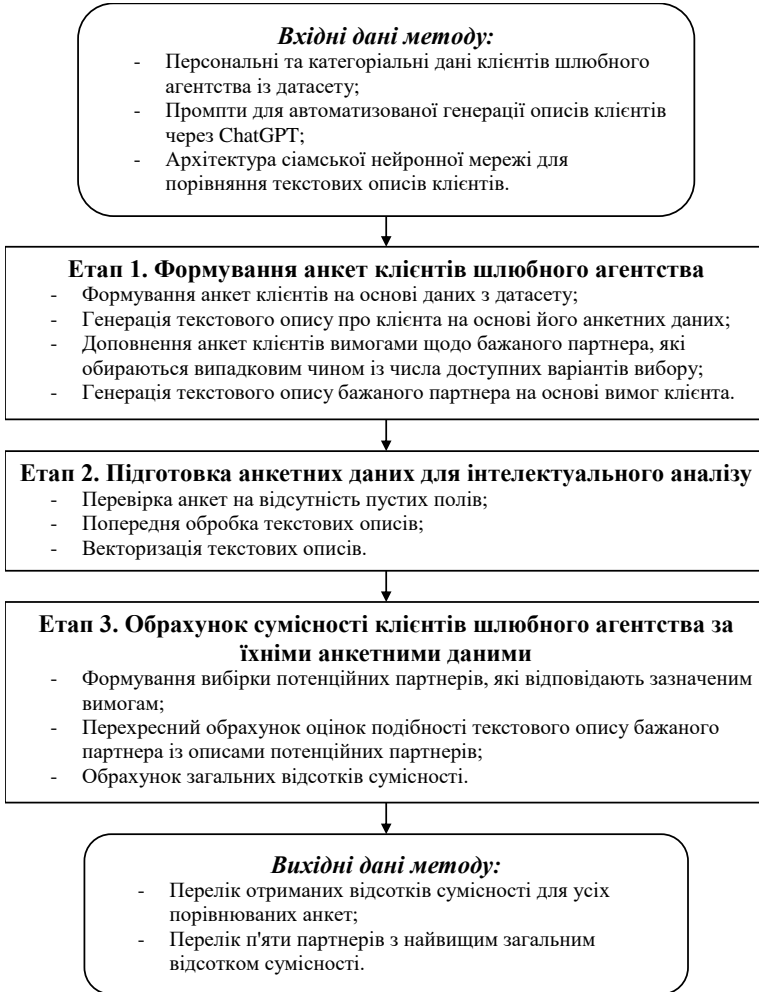 Вхідні дані методу:
- Персональні та категоріальні дані клієнтів шлюбного
агентства із датасету;
- Промпти для автоматизованої генерації описів клієнтів
через ChatGPT;
- Архітектура сіамської нейронної мережі для
порівняння текстових описів клієнтів.
Етап 1. Формування анкет клієнтів шлюбного агентства
- Формування анкет клієнтів на основі даних з датасету;
- Генерація текстового опису про клієнта на основі його анкетних даних;
- Доповнення анкет клієнтів вимогами щодо бажаного партнера, які
обираються випадковим чином із числа доступних варіантів вибору;
- Генерація текстового опису бажаного партнера на основі вимог клієнта.
Етап 2. Підготовка анкетних даних для інтелектуального аналізу
- Перевірка анкет на відсутність пустих полів;
- Попередня обробка текстових описів;
- Векторизація текстових описів.
Етап 3. Обрахунок сумісності клієнтів шлюбного агентства за
їхніми анкетними даними
- Формування вибірки потенційних партнерів, які відповідають зазначеним
вимогам;
- Перехресний обрахунок оцінок подібності текстового опису бажаного
партнера із описами потенційних партнерів;
- Обрахунок загальних відсотків сумісності.
Вихідні дані методу:
- Перелік отриманих відсотків сумісності для усіх
порівнюваних анкет;
- Перелік п'яти партнерів з найвищим загальним
відсотком сумісності.